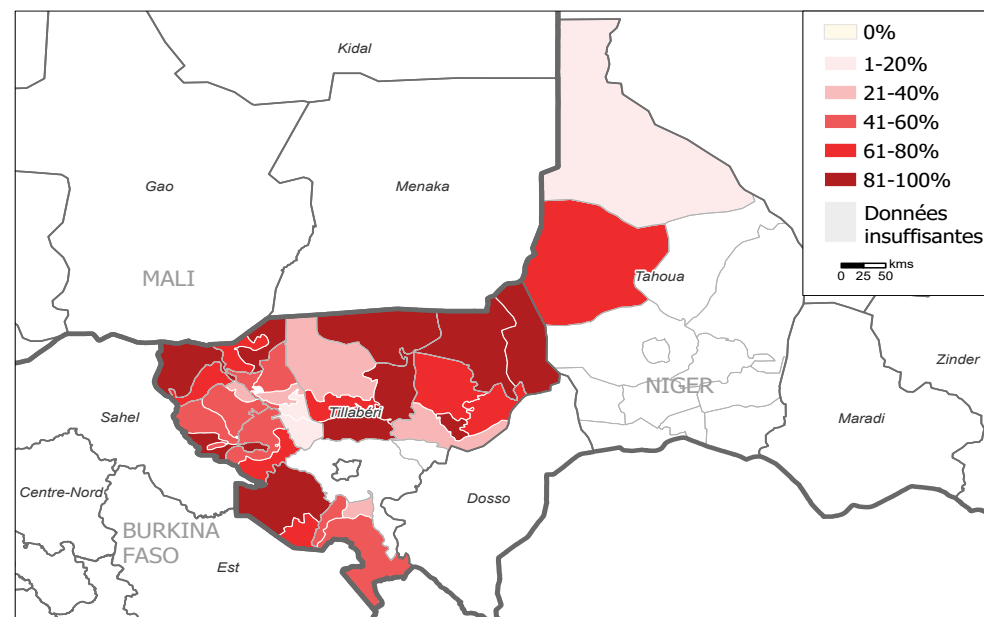 0%
1-20%
21-40%
41-60%
61-80%
81-100%
Données
insuffisantes
kms
0 25 50
Kidal
Gao
Menaka
MALI
Tahoua
Zinder
NIGER
Tillabéri
Maradi
Sahel
Dosso
Centre-Nord
BURKINA
FASO
Est